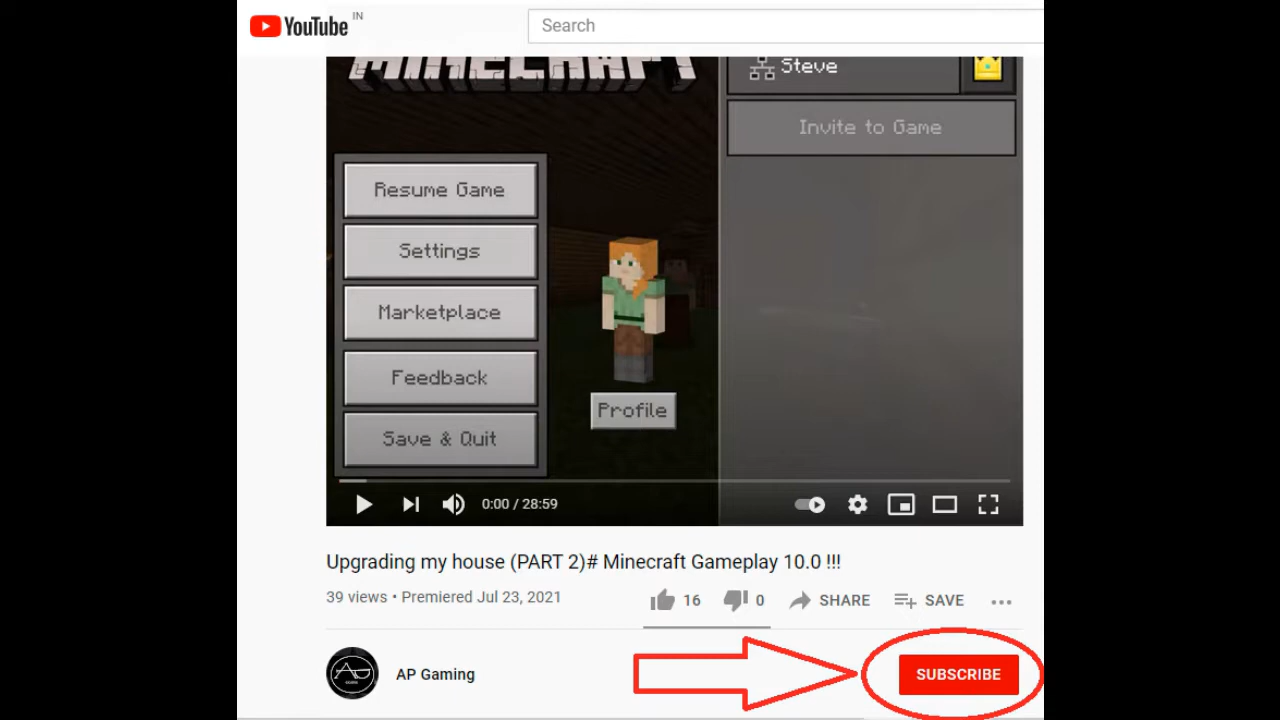 YouTube IN
Search
MINECRAFT
Steve
Invite to Game
Resume Game
Settings
Marketplace
Feedback
Save & Quit
Profile
0:00 / 28:59
Upgrading my house (PART 2)# Minecraft Gameplay 10.0 !!!
39 views • Premiered Jul 23, 2021
16
0
SHARE
SAVE
AP Gaming
SUBSCRIBE